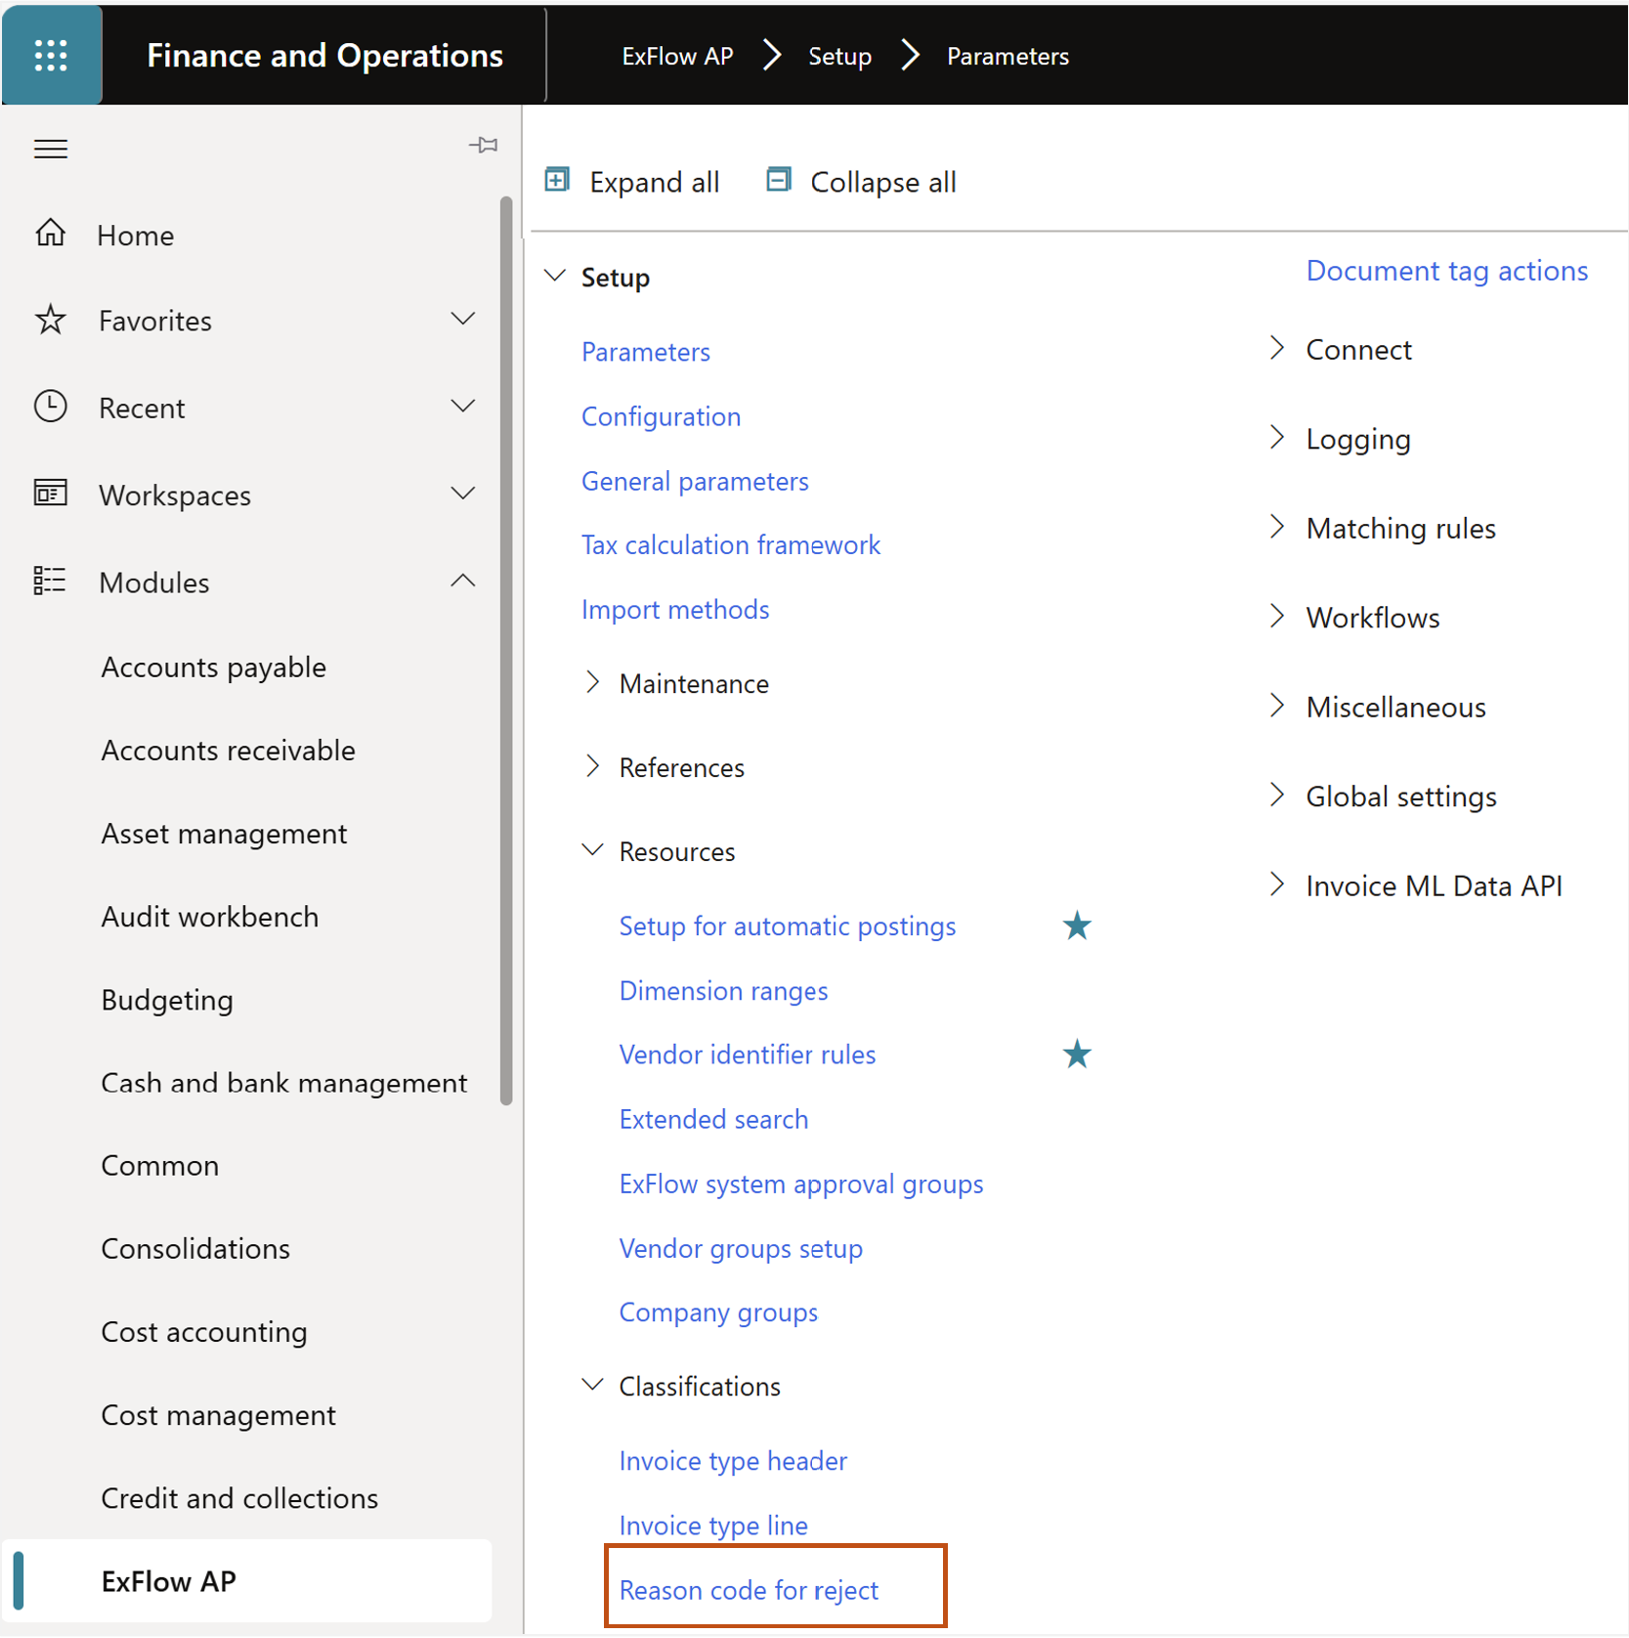 Finance and Operations
ExFlow AP > Setup > Parameters
Home
Favorites
Recent
Workspaces
Modules
Accounts payable
Accounts receivable
Asset management
Audit workbench
Budgeting
Cash and bank management
Common
Consolidations
Cost accounting
Cost management
Credit and collections
ExFlow AP
Expand all
Collapse all
Setup
Parameters
Configuration
General parameters
Tax calculation framework
Import methods
Maintenance
References
Resources
Setup for automatic postings
Dimension ranges
Vendor identifier rules
Extended search
ExFlow system approval groups
Vendor groups setup
Company groups
Classifications
Invoice type header
Invoice type line
Reason code for reject
Document tag actions
Connect
Logging
Matching rules
Workflows
Miscellaneous
Global settings
Invoice ML Data API